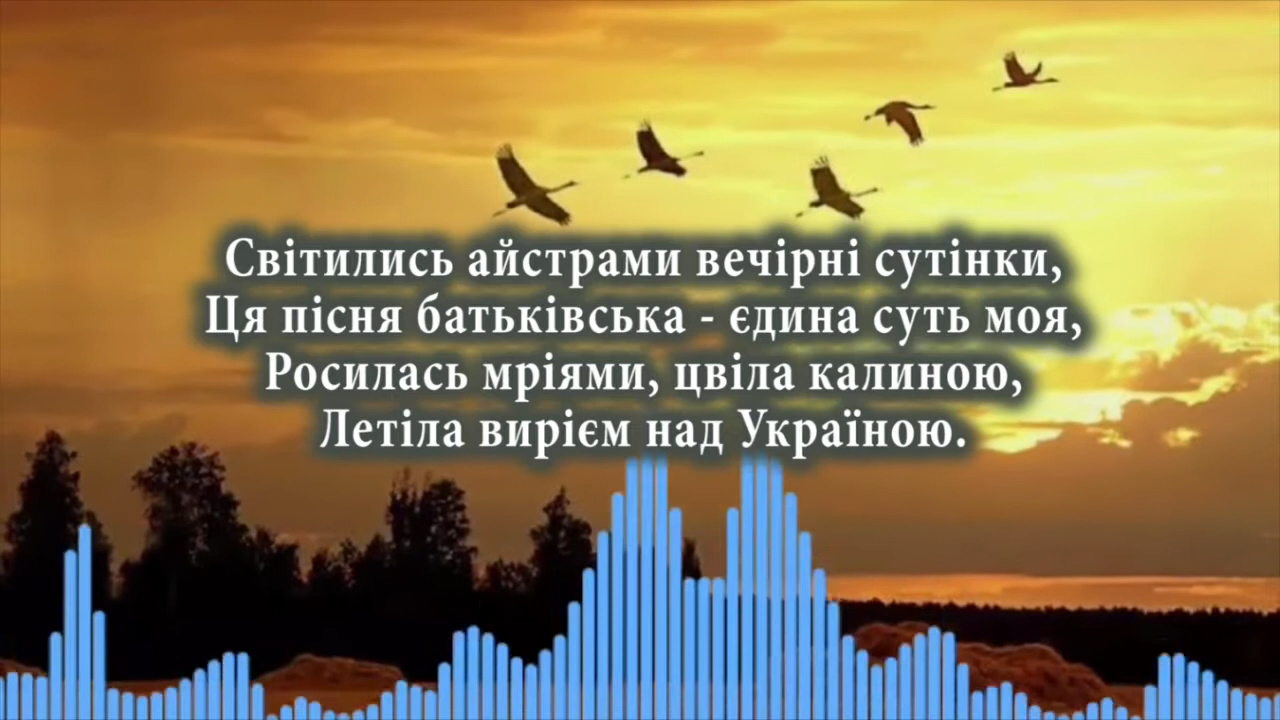 Світились айстрами вечірні сутінки,
Ця пісня батьківська - єдина суть моя,
Росилась мріями, цвіла калиною,
Летіла вирієм над Україною.